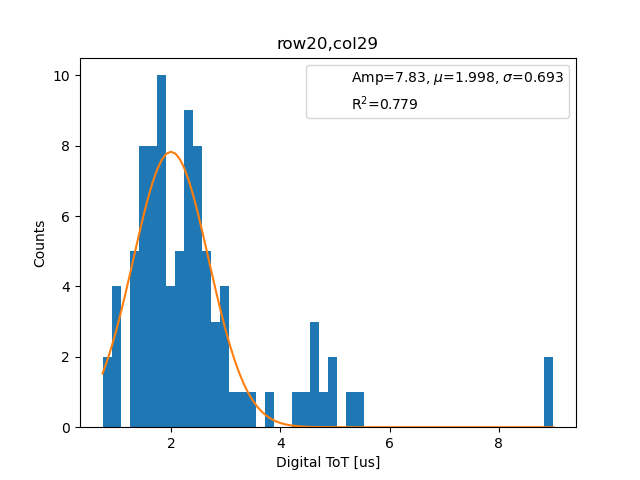 row20,col29
Amp=7.83, μ=1.998, σ=0.693
R²=0.779
10
8
6
4
2
0
Counts
2 4 6 8
Digital ToT [us]